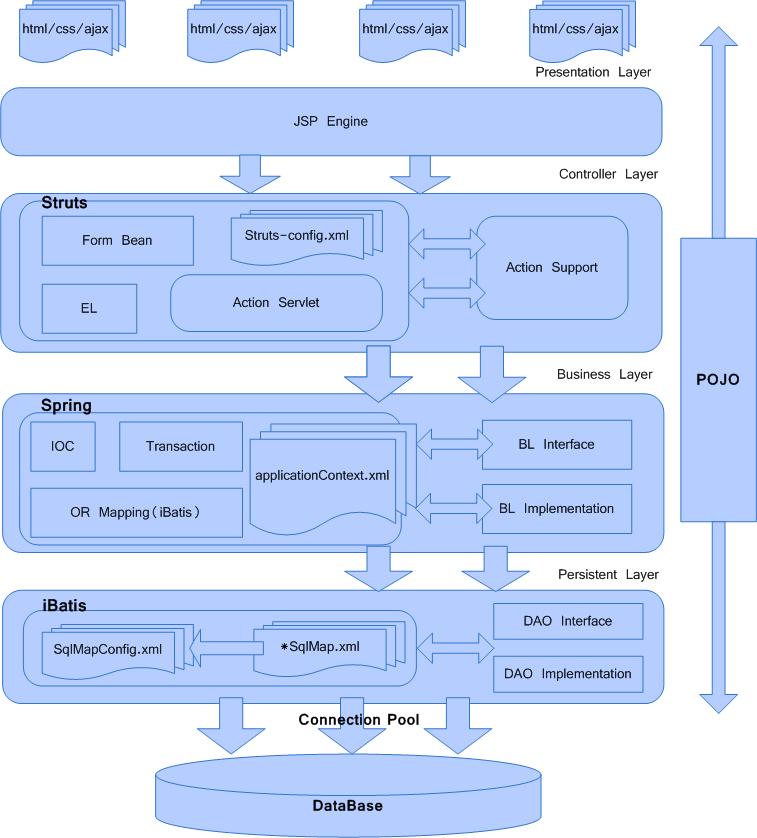 html/css/ajax html/css/ajax html/css/ajax html/css/ajax
Presentation Layer
JSP Engine
Controller Layer
Struts
Form Bean
Struts-config.xml
Action Support
EL
Action Servlet
Business Layer
POJO
Spring
IOC
Transaction
applicationContext.xml
BL Interface
OR Mapping(iBatis)
BL Implementation
Persistent Layer
iBatis
SqlMapConfig.xml
*SqlMap.xml
DAO Interface
DAO Implementation
Connection Pool
DataBase